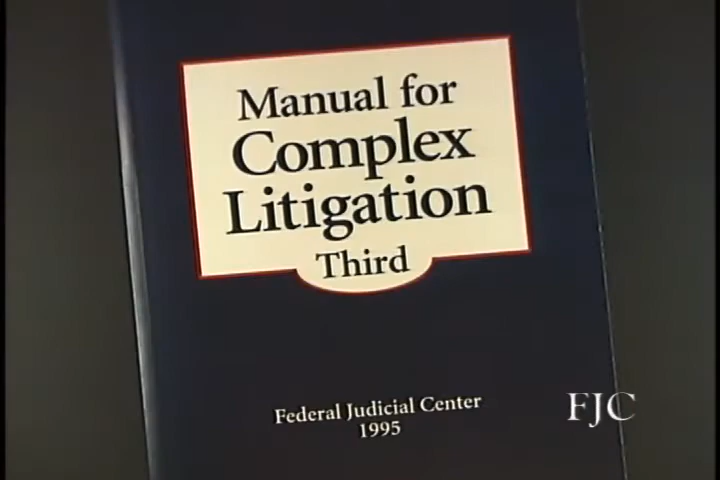 Manual for
Complex
Litigation
Third
Federal Judicial Center
1995
FJC